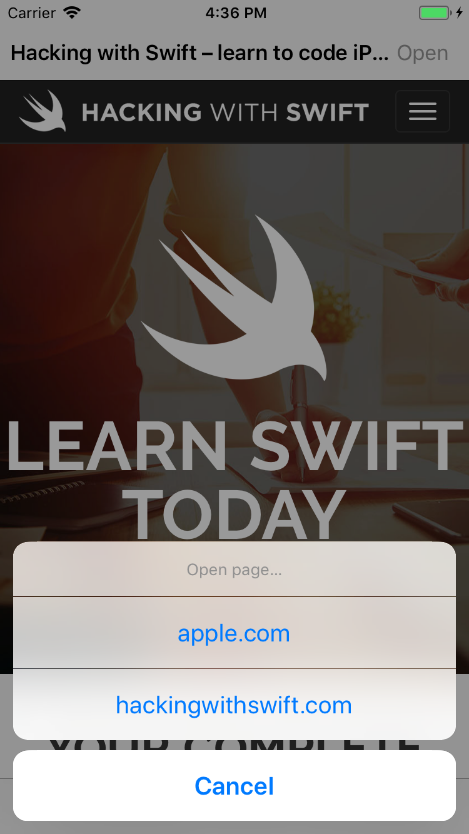 Carrier 4:36 PM
Hacking with Swift – learn to code iP... Open
HACKING WITH SWIFT
LEARN SWIFT
TODAY
Open page...
apple.com
hackingwithswift.com
YOUR COMPLETE
Cancel